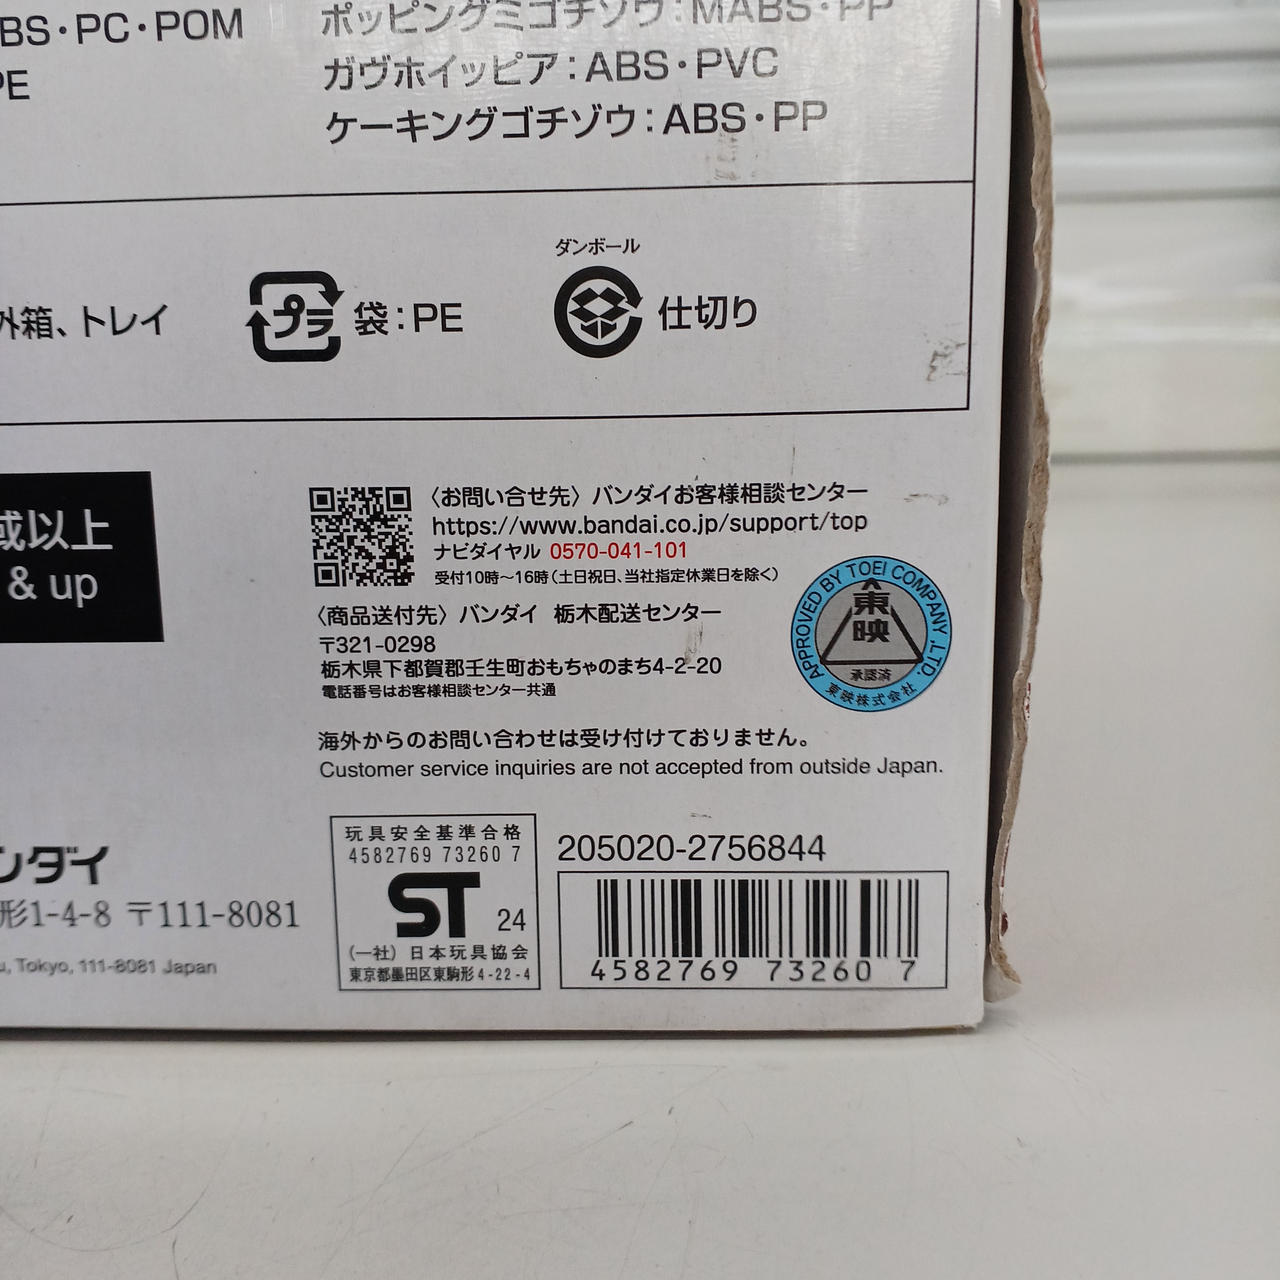 BS・PC・POM
PE
ポッピングミゴチゾウ：MABS・PP
ガヴホイッピア：ABS・PVC
ケーキングゴチゾウ：ABS・PP
外箱、トレイ
プラ
袋：PE
ダンボール
仕切り
以上
& up
〈お問い合せ先〉バンダイお客様相談センター
https://www.bandai.co.jp/support/top
ナビダイヤル 0570-041-101
受付10時～16時（土日祝日、当社指定休業日を除く）
〈商品送付先〉バンダイ 栃木配送センター
〒321-0298
栃木県下都賀郡壬生町おもちゃのまち4-2-20
電話番号はお客様相談センター共通
APPROVED BY TOEI COMPANY ,LTD.
東映
承認済
東映株式会社
海外からのお問い合わせは受け付けておりません。
Customer service inquiries are not accepted from outside Japan.
ンダイ
形1-4-8 〒111-8081
u, Tokyo, 111-8081 Japan
玩具安全基準合格
4582769 73260 7
ST 24
（一社）日本玩具協会
東京都墨田区東駒形4-22-4
205020-2756844
4582769 73260 7